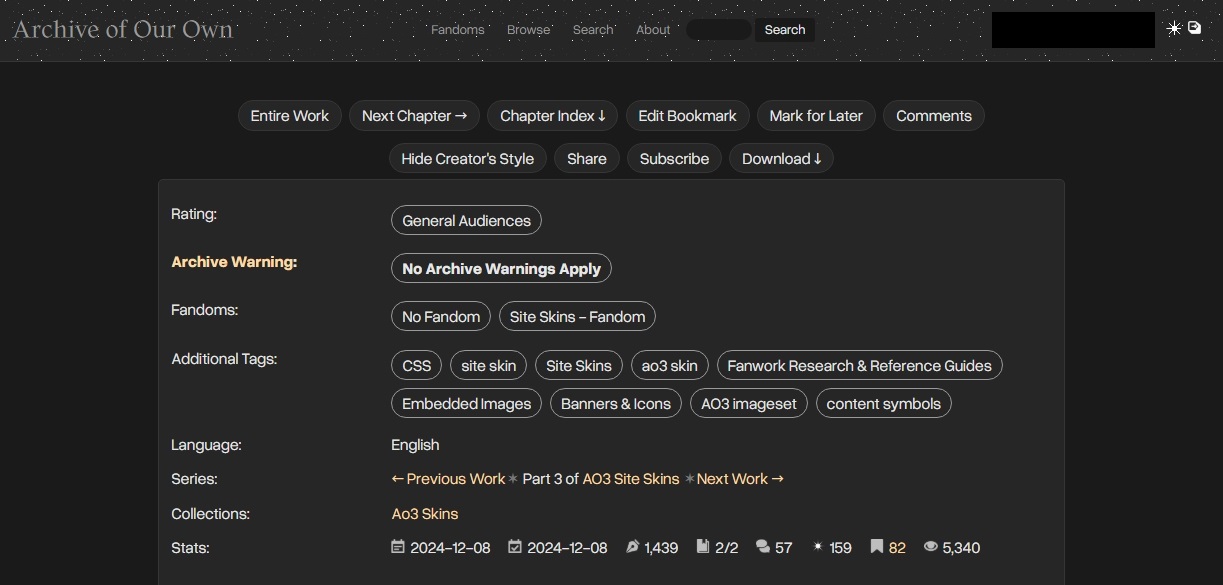 Archive of Our Own Fandoms Browse Search About Search
Entire Work Next Chapter → Chapter Index ↓ Edit Bookmark Mark for Later Comments
Hide Creator's Style Share Subscribe Download ↓
Rating: General Audiences
Archive Warning: No Archive Warnings Apply
Fandoms: No Fandom Site Skins - Fandom
Additional Tags: CSS site skin Site Skins ao3 skin Fanwork Research & Reference Guides
Embedded Images Banners & Icons AO3 imageset content symbols
Language: English
Series: ← Previous Work ✶ Part 3 of AO3 Site Skins ✶ Next Work →
Collections: Ao3 Skins
Stats: 2024-12-08 2024-12-08 1,439 2/2 57 159 82 5,340